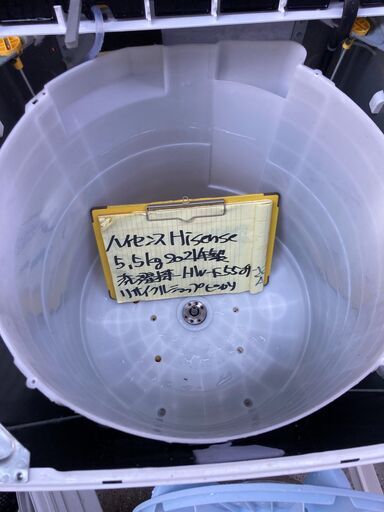 ハイセンス Hisense
5,5kg 2021年製
洗濯機 HW-E5504
リサイクルショップ